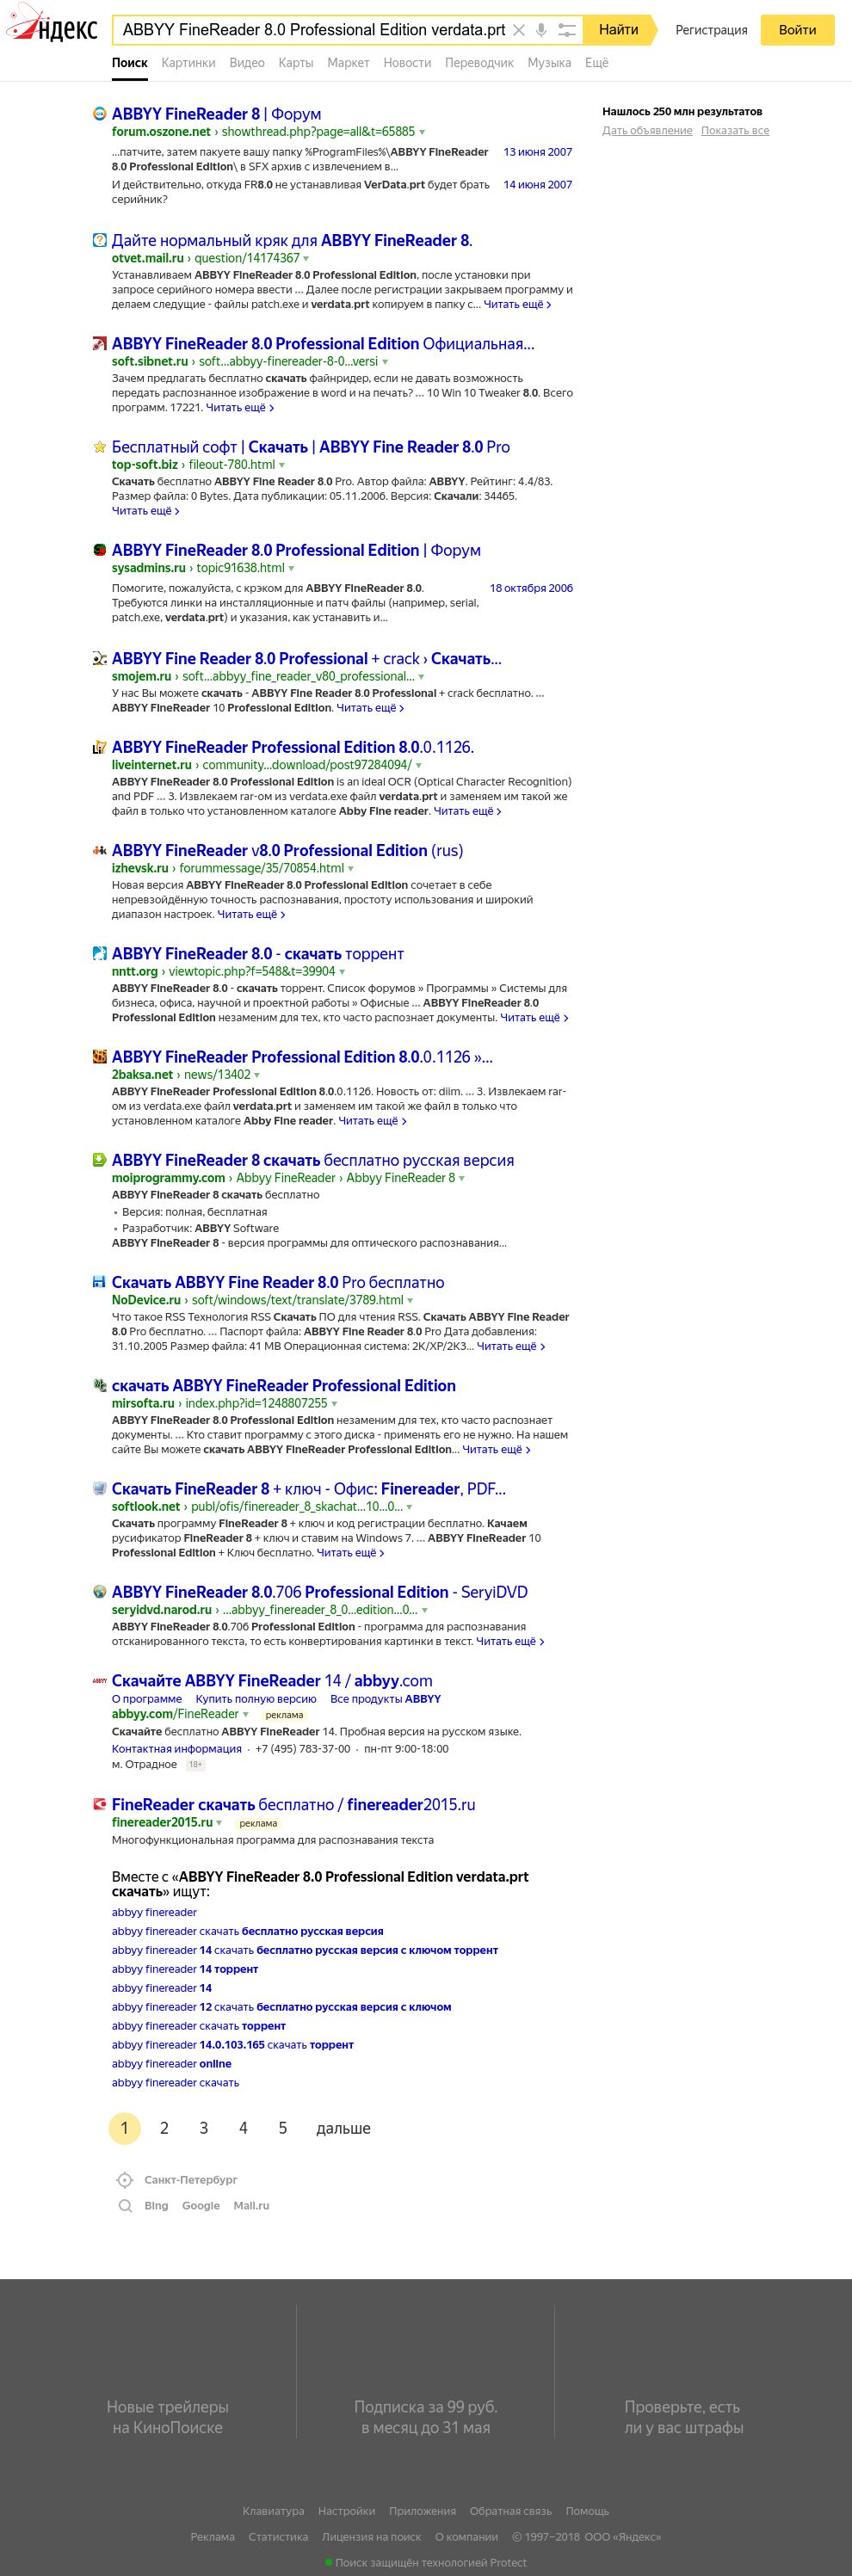 Яндекс
ABBYY FineReader 8.0 Professional Edition verdata.prt
Найти
Регистрация
Войти
Поиск Картинки Видео Карты Маркет Новости Переводчик Музыка Ещё
Нашлось 250 млн результатов
Дать объявление Показать все
ABBYY FineReader 8 | Форум
forum.oszone.net › showthread.php?page=all&t=65885
...патчите, затем пакуете вашу папку %ProgramFiles%\ABBYY FineReader 13 июня 2007
8.0 Professional Edition\ в SFX архив с извлечением в...
И действительно, откуда FR8.0 не устанавливая VerData.prt будет брать 14 июня 2007
серийник?
Дайте нормальный кряк для ABBYY FineReader 8.
otvet.mail.ru › question/14174367
Устанавливаем ABBYY FineReader 8.0 Professional Edition, после установки при
запросе серийного номера ввести ... Далее после регистрации закрываем программу и
делаем следущие - файлы patch.exe и verdata.prt копируем в папку с... Читать ещё ›
ABBYY FineReader 8.0 Professional Edition Официальная...
soft.sibnet.ru › soft...abbyy-finereader-8-0...versi
Зачем предлагать бесплатно скачать файнридер, если не давать возможность
передать распознанное изображение в word и на печать? ... 10 Win 10 Tweaker 8.0. Всего
программ. 17221. Читать ещё ›
Бесплатный софт | Скачать | ABBYY Fine Reader 8.0 Pro
top-soft.biz › fileout-780.html
Скачать бесплатно ABBYY Fine Reader 8.0 Pro. Автор файла: ABBYY. Рейтинг: 4.4/83.
Размер файла: 0 Bytes. Дата публикации: 05.11.2006. Версия: Скачали: 34465.
Читать ещё ›
ABBYY FineReader 8.0 Professional Edition | Форум
sysadmins.ru › topic91638.html
Помогите, пожалуйста, с крэком для ABBYY FineReader 8.0. 18 октября 2006
Требуются линки на инсталляционные и патч файлы (например, serial,
patch.exe, verdata.prt) и указания, как устанавить и...
ABBYY Fine Reader 8.0 Professional + crack › Скачать...
smojem.ru › soft...abbyy_fine_reader_v80_professional...
У нас Вы можете скачать - ABBYY Fine Reader 8.0 Professional + crack бесплатно. ...
ABBYY FineReader 10 Professional Edition. Читать ещё ›
ABBYY FineReader Professional Edition 8.0.0.1126.
liveinternet.ru › community...download/post97284094/
ABBYY FineReader 8.0 Professional Edition is an ideal OCR (Optical Character Recognition)
and PDF ... 3. Извлекаем rar-ом из verdata.exe файл verdata.prt и заменяем им такой же
файл в только что установленном каталоге Abby Fine reader. Читать ещё ›
ABBYY FineReader v8.0 Professional Edition (rus)
izhevsk.ru › forummessage/35/70854.html
Новая версия ABBYY FineReader 8.0 Professional Edition сочетает в себе
непревзойдённую точность распознавания, простоту использования и широкий
диапазон настроек. Читать ещё ›
ABBYY FineReader 8.0 - скачать торрент
nntt.org › viewtopic.php?f=548&t=39904
ABBYY FineReader 8.0 - скачать торрент. Список форумов » Программы » Системы для
бизнеса, офиса, научной и проектной работы » Офисные ... ABBYY FineReader 8.0
Professional Edition незаменим для тех, кто часто распознает документы. Читать ещё ›
ABBYY FineReader Professional Edition 8.0.0.1126 »...
2baksa.net › news/13402
ABBYY FineReader Professional Edition 8.0.0.1126. Новость от: diim. ... 3. Извлекаем rar-
ом из verdata.exe файл verdata.prt и заменяем им такой же файл в только что
установленном каталоге Abby Fine reader. Читать ещё ›
ABBYY FineReader 8 скачать бесплатно русская версия
moiprogrammy.com › Abbyy FineReader › Abbyy FineReader 8
ABBYY FineReader 8 скачать бесплатно
• Версия: полная, бесплатная
• Разработчик: ABBYY Software
ABBYY FineReader 8 - версия программы для оптического распознавания...
Скачать ABBYY Fine Reader 8.0 Pro бесплатно
NoDevice.ru › soft/windows/text/translate/3789.html
Что такое RSS Технология RSS Скачать ПО для чтения RSS. Скачать ABBYY Fine Reader
8.0 Pro бесплатно. ... Паспорт файла: ABBYY Fine Reader 8.0 Pro Дата добавления:
31.10.2005 Размер файла: 41 MB Операционная система: 2K/XP/2K3... Читать ещё ›
скачать ABBYY FineReader Professional Edition
mirsofta.ru › index.php?id=1248807255
ABBYY FineReader 8.0 Professional Edition незаменим для тех, кто часто распознает
документы. ... Кто ставит программу с этого диска - применять его не нужно. На нашем
сайте Вы можете скачать ABBYY FineReader Professional Edition... Читать ещё ›
Скачать FineReader 8 + ключ - Офис: Finereader, PDF...
softlook.net › publ/ofis/finereader_8_skachat...10...0...
Скачать программу FineReader 8 + ключ и код регистрации бесплатно. Качаем
русификатор FineReader 8 + ключ и ставим на Windows 7. ... ABBYY FineReader 10
Professional Edition + Ключ бесплатно. Читать ещё ›
ABBYY FineReader 8.0.706 Professional Edition - SeryiDVD
seryidvd.narod.ru › ...abbyy_finereader_8_0...edition...0...
ABBYY FineReader 8.0.706 Professional Edition - программа для распознавания
отсканированного текста, то есть конвертирования картинки в текст. Читать ещё ›
Скачайте ABBYY FineReader 14 / abbyy.com
О программе Купить полную версию Все продукты ABBYY
abbyy.com/FineReader реклама
Скачайте бесплатно ABBYY FineReader 14. Пробная версия на русском языке.
Контактная информация · +7 (495) 783-37-00 · пн-пт 9:00-18:00
м. Отрадное 18+
FineReader скачать бесплатно / finereader2015.ru
finereader2015.ru реклама
Многофункциональная программа для распознавания текста
Вместе с «ABBYY FineReader 8.0 Professional Edition verdata.prt
скачать» ищут:
abbyy finereader
abbyy finereader скачать бесплатно русская версия
abbyy finereader 14 скачать бесплатно русская версия с ключом торрент
abbyy finereader 14 торрент
abbyy finereader 14
abbyy finereader 12 скачать бесплатно русская версия с ключом
abbyy finereader скачать торрент
abbyy finereader 14.0.103.165 скачать торрент
abbyy finereader online
abbyy finereader скачать
1 2 3 4 5 дальше
Санкт-Петербург
Bing Google Mail.ru
Новые трейлеры
на КиноПоиске
Подписка за 99 руб.
в месяц до 31 мая
Проверьте, есть
ли у вас штрафы
Клавиатура Настройки Приложения Обратная связь Помощь
Реклама Статистика Лицензия на поиск О компании © 1997–2018 ООО «Яндекс»
Поиск защищён технологией Protect